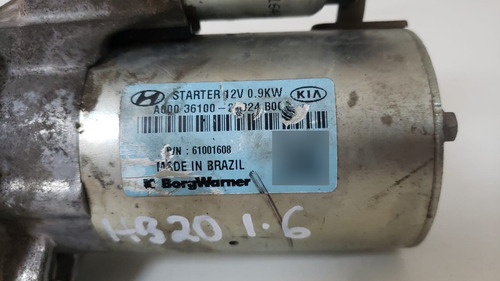 STARTER 12V 0.9KW KIA
36100-
P/N : 61001608
MADE IN BRAZIL
BorgWarner
HB20 1.6